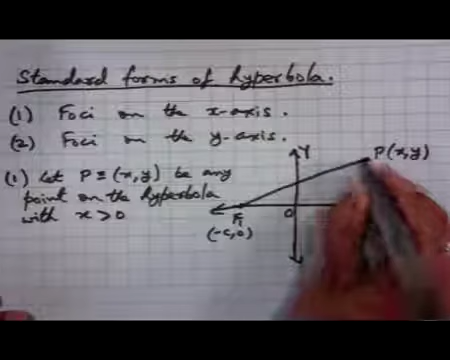 Standard forms of hyperbola.
(1) Foci on the x-axis.
(2) Foci on the y-axis.
(1) Let P ≡ (x,y) be any
point on the hyperbola
with x > 0
Y
P(x,y)
F₁
O
(-c,0)